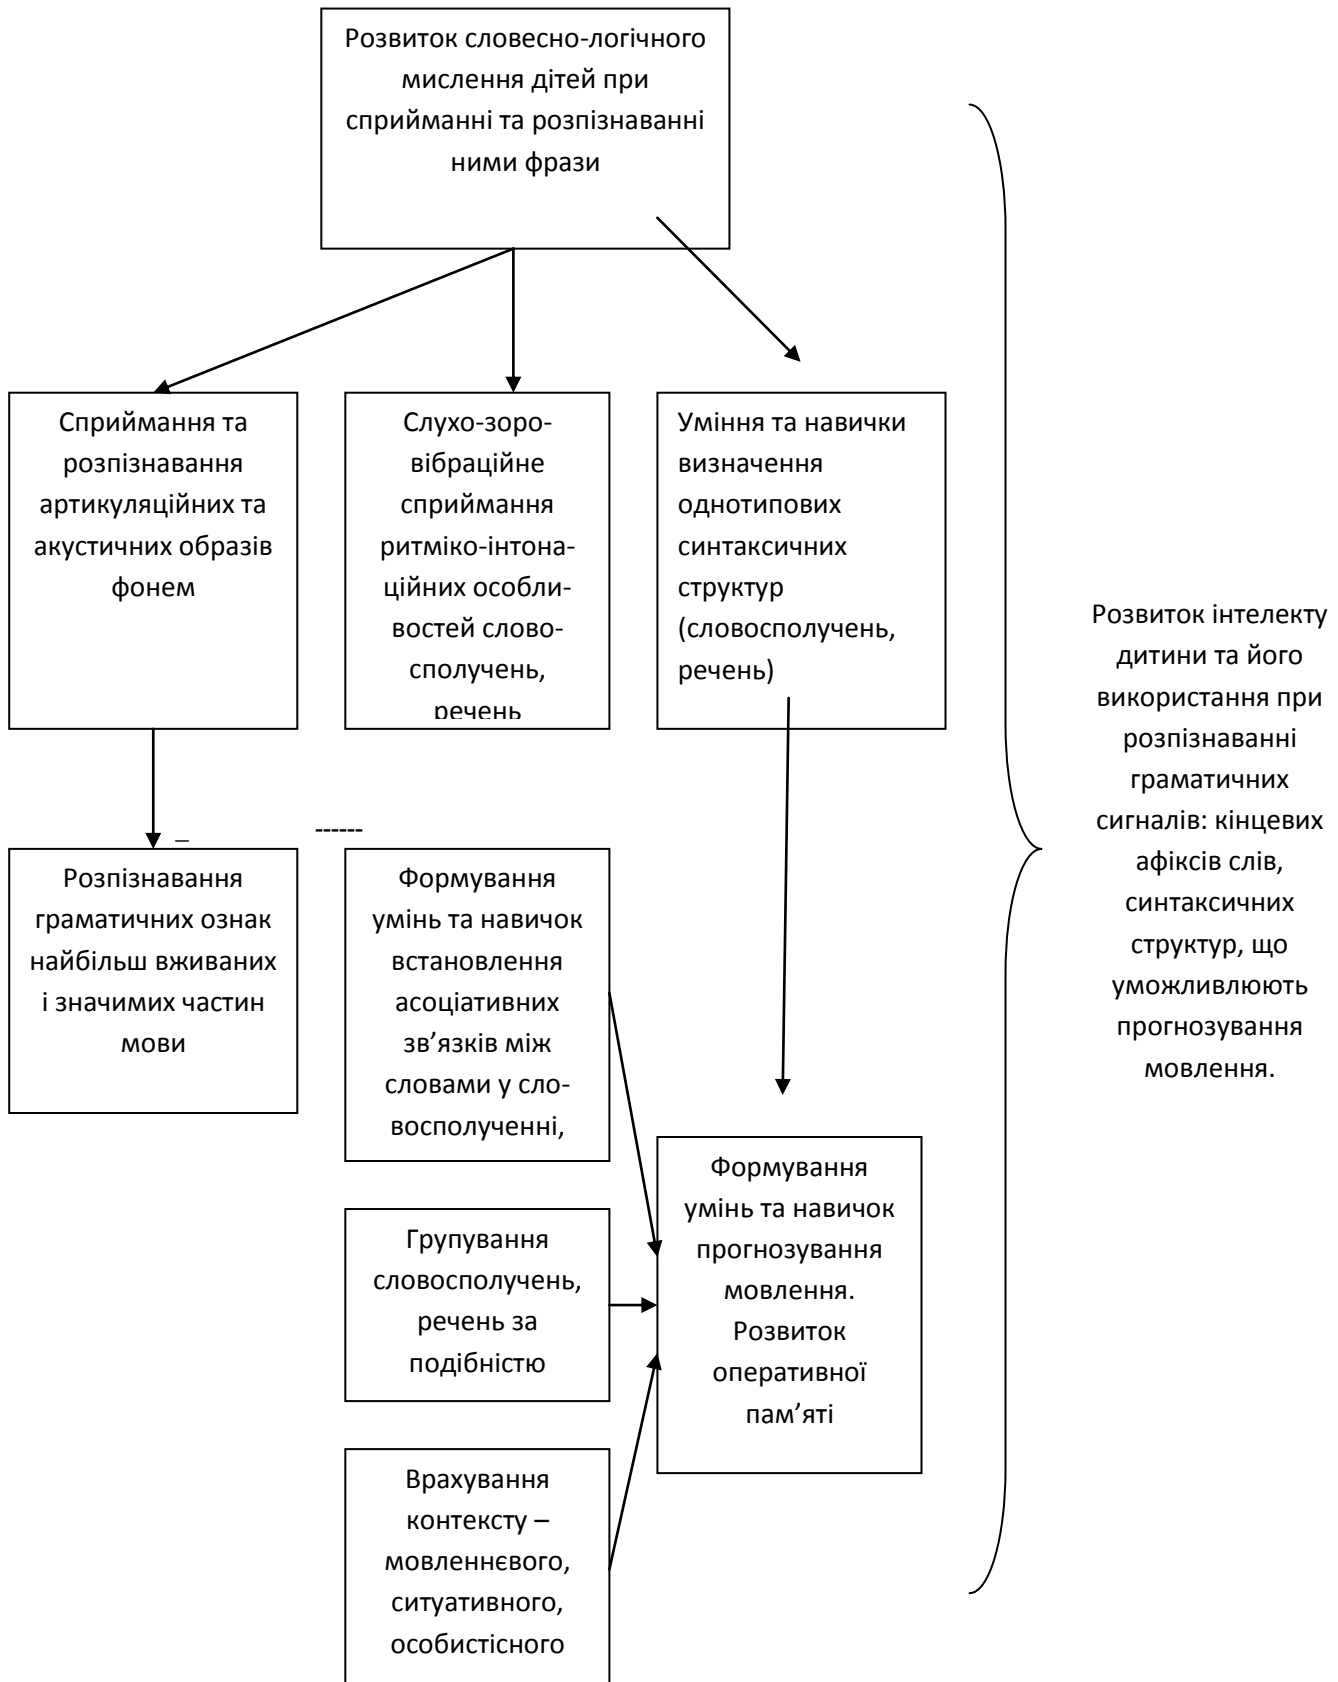 Розвиток словесно-логічного
мислення дітей при
сприйманні та розпізнаванні
ними фрази
Сприймання та
розпізнавання
артикуляційних та
акустичних образів
фонем
Слухо-зоро-
вібраційне
сприймання
ритміко-інтона-
ційних особли-
востей слово-
сполучень,
речень
Уміння та навички
визначення
однотипових
синтаксичних
структур
(словосполучень,
речень)
Розпізнавання
граматичних ознак
найбільш вживаних
і значимих частин
мови
Формування
умінь та навичок
встановлення
асоціативних
зв’язків між
словами у сло-
восполученні,
Групування
словосполучень,
речень за
подібністю
Врахування
контексту –
мовленнєвого,
ситуативного,
особистісного
Формування
умінь та навичок
прогнозування
мовлення.
Розвиток
оперативної
пам’яті
Розвиток інтелекту
дитини та його
використання при
розпізнаванні
граматичних
сигналів: кінцевих
афіксів слів,
синтаксичних
структур, що
уможливлюють
прогнозування
мовлення.